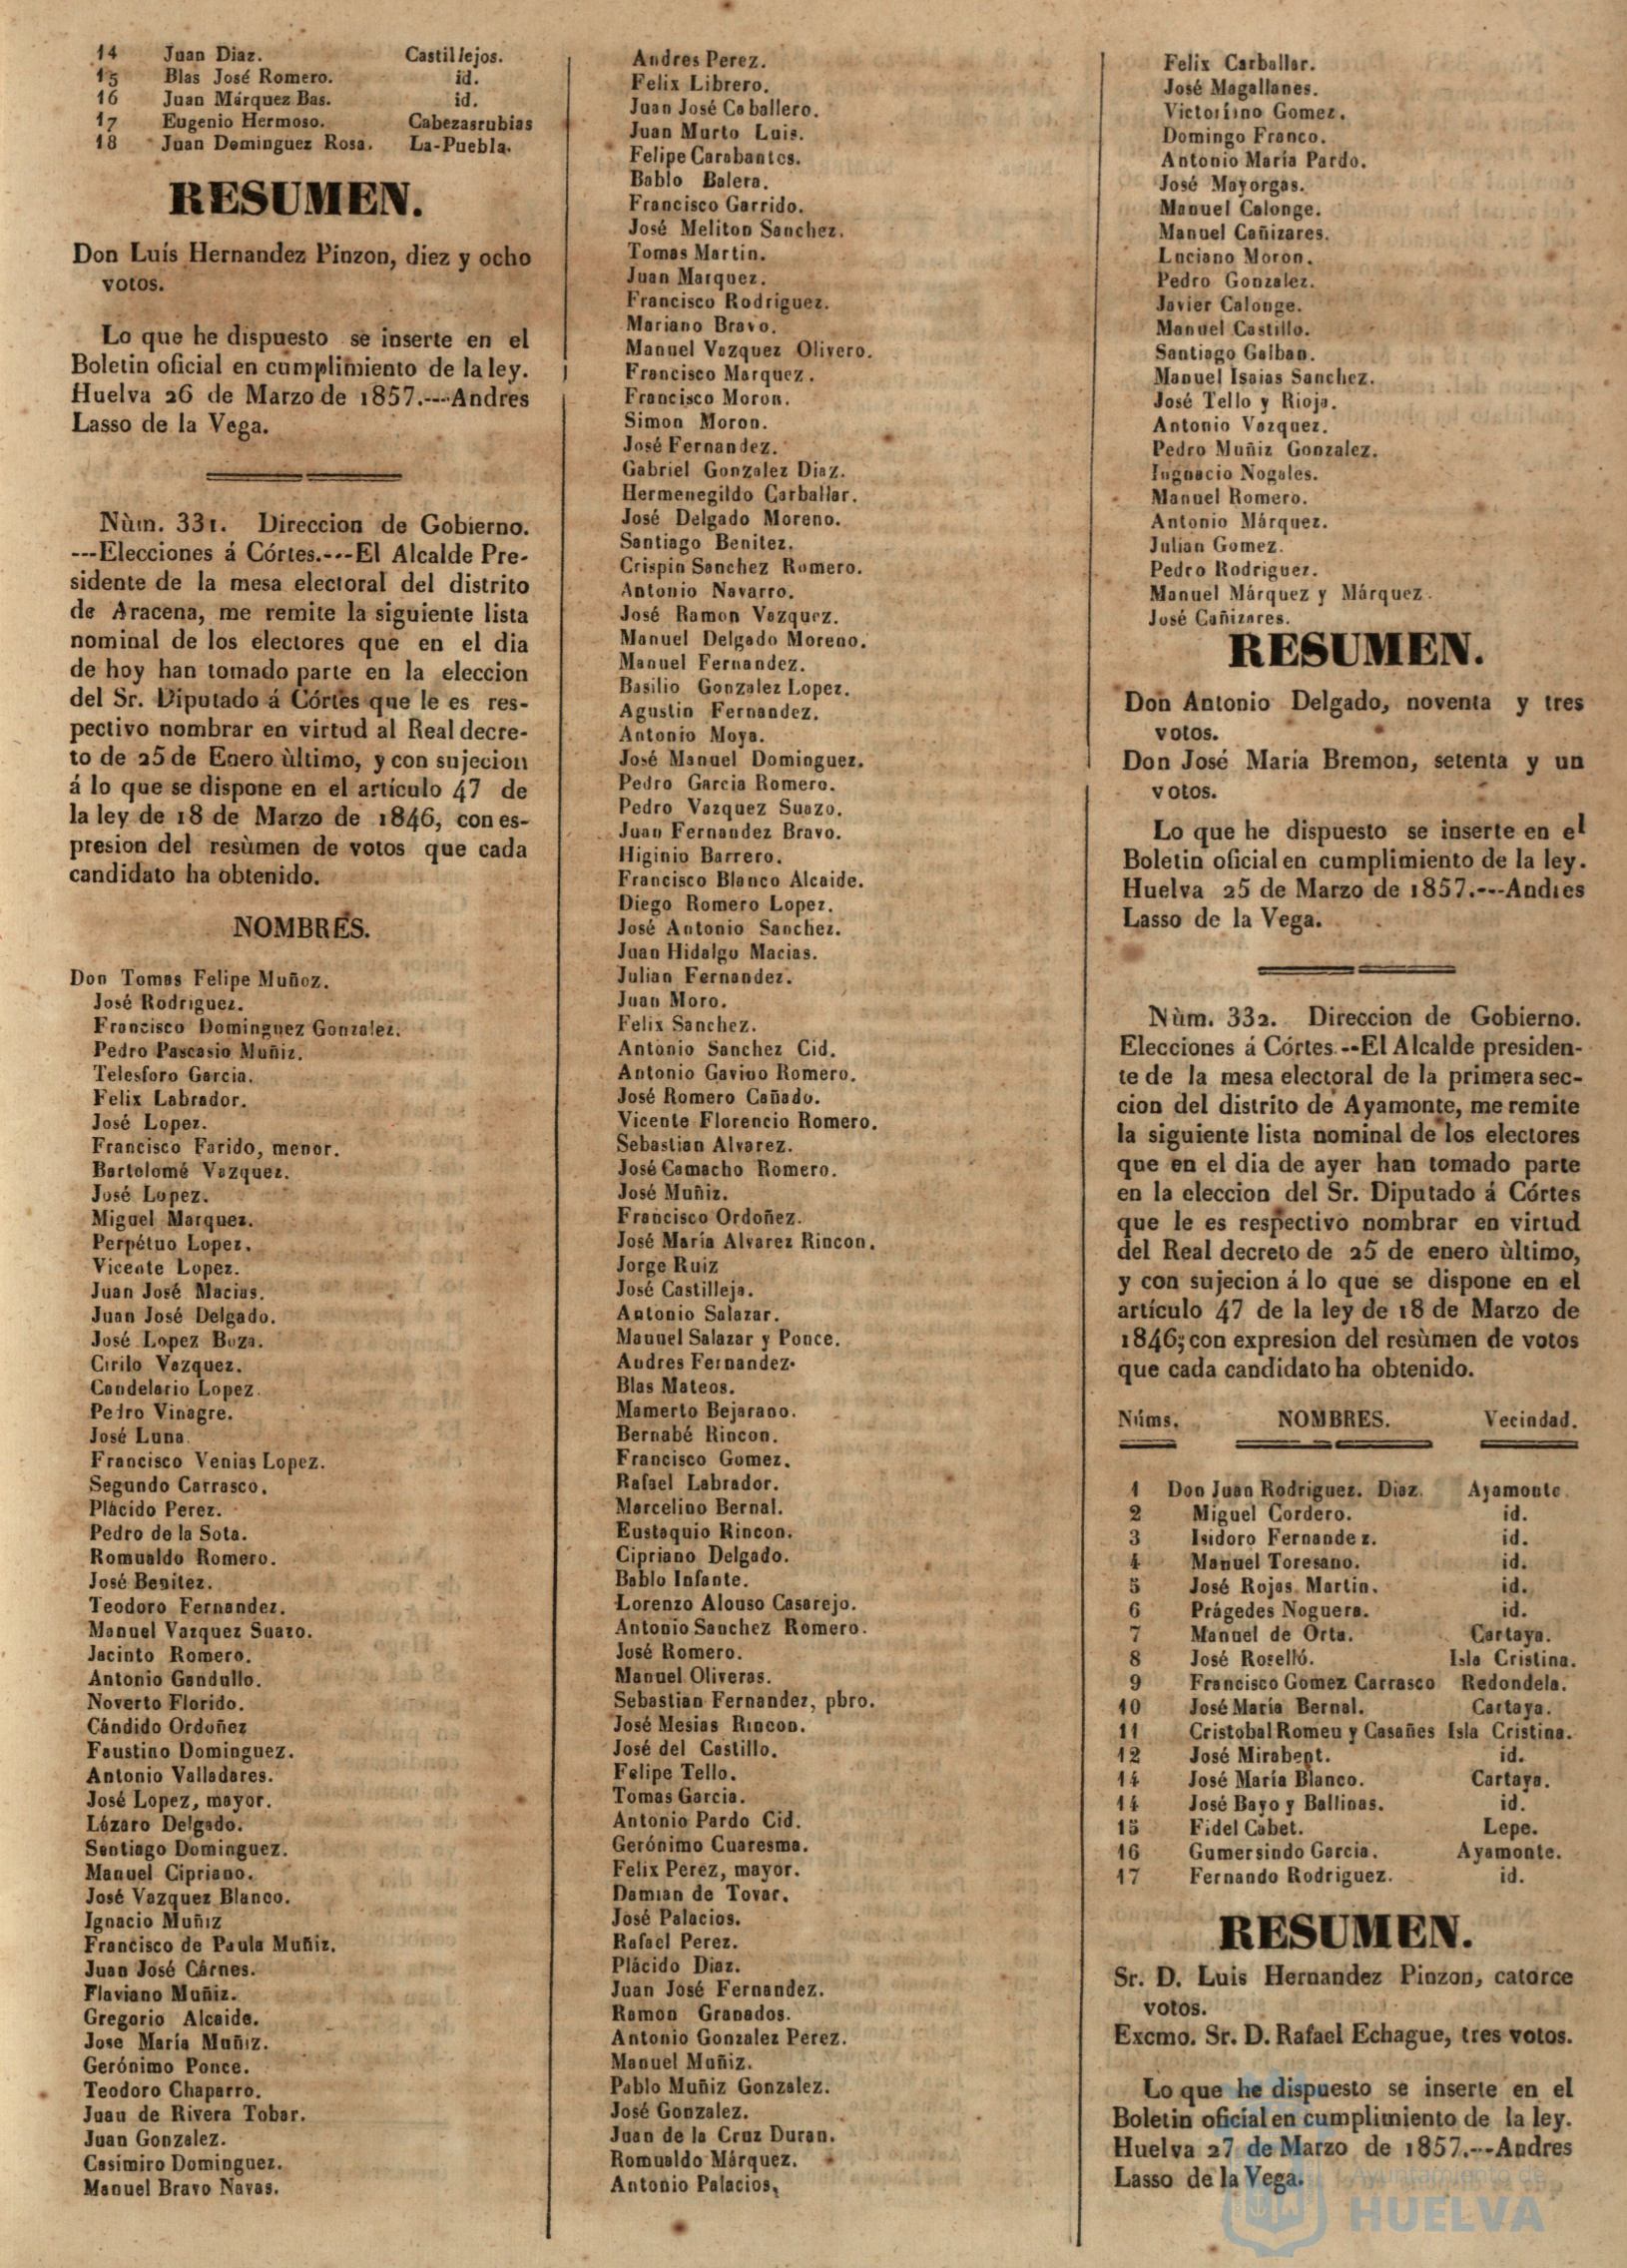 14 Juan Diaz. Castillejos.
15 Blas José Romero. id.
16 Juan Márquez Bas. id.
17 Eugenio Hermoso. Cabezasrubias
18 Juan Dominguez Rosa. La-Puebla.
RESUMEN.
Don Luis Hernandez Pinzon, diez y ocho
votos.
Lo que he dispuesto se inserte en el
Boletin oficial en cumplimiento de la ley.
Huelva 26 de Marzo de 1857.---Andres
Lasso de la Vega.
Nùm. 331. Direccion de Gobierno.
---Elecciones á Córtes.---El Alcalde Pre-
sidente de la mesa electoral del distrito
de Aracena, me remite la siguiente lista
nominal de los electores que en el dia
de hoy han tomado parte en la eleccion
del Sr. Diputado á Córtes que le es res-
pectivo nombrar en virtud al Real decre-
to de 25 de Enero ùltimo, y con sujecion
á lo que se dispone en el artículo 47 de
la ley de 18 de Marzo de 1846, con es-
presion del resùmen de votos que cada
candidato ha obtenido.
NOMBRES.
Don Tomas Felipe Muñoz.
José Rodriguez.
Francisco Dominguez Gonzalez.
Pedro Pascasio Muñiz.
Telesforo Garcia.
Felix Labrador.
José Lopez.
Francisco Farido, menor.
Bartolomé Vazquez.
José Lopez.
Miguel Marquez.
Perpétuo Lopez.
Vicente Lopez.
Juan José Macias.
Juan José Delgado.
José Lopez Buza.
Cirilo Vazquez.
Candelario Lopez.
Pedro Vinagre.
José Luna.
Francisco Venias Lopez.
Segundo Carrasco.
Plácido Perez.
Pedro de la Sota.
Romualdo Romero.
José Benitez.
Teodoro Fernandez.
Manuel Vazquez Suazo.
Jacinto Romero.
Antonio Gandullo.
Noverto Florido.
Cándido Ordoñez
Faustino Dominguez.
Antonio Valladares.
José Lopez, mayor.
Lázaro Delgado.
Santiago Dominguez.
Manuel Cipriano.
José Vazquez Blanco.
Ignacio Muñiz
Francisco de Paula Muñiz.
Juan José Cárnes.
Flaviano Muñiz.
Gregorio Alcaide.
Jose María Muñiz.
Gerónimo Ponce.
Teodoro Chaparro.
Juan de Rivera Tobar.
Juan Gonzalez.
Casimiro Dominguez.
Manuel Bravo Navas.
Andres Perez.
Felix Librero.
Juan José Caballero.
Juan Murto Luis.
Felipe Carabantes.
Bablo Balera.
Francisco Garrido.
José Meliton Sanchez.
Tomas Martin.
Juan Marquez.
Francisco Rodriguez.
Mariano Bravo.
Manuel Vazquez Olivero.
Francisco Marquez.
Francisco Moron.
Simon Moron.
José Fernandez.
Gabriel Gonzalez Diaz.
Hermenegildo Carballar.
José Delgado Moreno.
Santiago Benitez.
Crispin Sanchez Romero.
Antonio Navarro.
José Ramon Vazquez.
Manuel Delgado Moreno.
Manuel Fernandez.
Basilio Gonzalez Lopez.
Agustin Fernandez.
Antonio Moya.
José Manuel Dominguez.
Pedro Garcia Romero.
Pedro Vazquez Suazo.
Juan Fernandez Bravo.
Higinio Barrero.
Francisco Blanco Alcaide.
Diego Romero Lopez.
José Antonio Sanchez.
Juan Hidalgo Macias.
Julian Fernandez.
Juan Moro.
Felix Sanchez.
Antonio Sanchez Cid.
Antonio Gavino Romero.
José Romero Cañado.
Vicente Florencio Romero.
Sebastian Alvarez.
José Camacho Romero.
José Muñiz.
Francisco Ordoñez.
José María Alvarez Rincon.
Jorge Ruiz
José Castilleja.
Antonio Salazar.
Manuel Salazar y Ponce.
Andres Fernandez.
Blas Mateos.
Mamerto Bejarano.
Bernabé Rincon.
Francisco Gomez.
Rafael Labrador.
Marcelino Bernal.
Eustaquio Rincon.
Cipriano Delgado.
Bablo Infante.
Lorenzo Alonso Casarejo.
Antonio Sanchez Romero.
José Romero.
Manuel Oliveras.
Sebastian Fernandez, pbro.
José Mesias Rincon.
José del Castillo.
Felipe Tello.
Tomas Garcia.
Antonio Pardo Cid.
Gerónimo Cuaresma.
Felix Perez, mayor.
Damian de Tovar.
José Palacios.
Rafael Perez.
Plácido Diaz.
Juan José Fernandez.
Ramon Granados.
Antonio Gonzalez Perez.
Manuel Muñiz.
Pablo Muñiz Gonzalez.
José Gonzalez.
Juan de la Cruz Duran.
Romualdo Márquez.
Antonio Palacios,
Felix Carballar.
José Magallanes.
Victoriino Gomez.
Domingo Franco.
Antonio María Pardo.
José Mayorgas.
Manuel Calonge.
Manuel Cañizares.
Luciano Moron.
Pedro Gonzalez.
Javier Calonge.
Manuel Castillo.
Santiago Galban.
Manuel Isaias Sanchez.
José Tello y Rioja.
Antonio Vazquez.
Pedro Muñiz Gonzalez.
Ingnacio Nogales.
Manuel Romero.
Antonio Márquez.
Julian Gomez.
Pedro Rodriguez.
Manuel Márquez y Márquez.
José Cañizares.
RESUMEN.
Don Antonio Delgado, noventa y tres
votos.
Don José Maria Bremon, setenta y un
votos.
Lo que he dispuesto se inserte en el
Boletin oficial en cumplimiento de la ley.
Huelva 25 de Marzo de 1857.---Andres
Lasso de la Vega.
Nùm. 332. Direccion de Gobierno.
Elecciones á Córtes.--El Alcalde presiden-
te de la mesa electoral de la primera sec-
cion del distrito de Ayamonte, me remite
la siguiente lista nominal de los electores
que en el dia de ayer han tomado parte
en la eleccion del Sr. Diputado á Córtes
que le es respectivo nombrar en virtud
del Real decreto de 25 de enero ùltimo,
y con sujecion á lo que se dispone en el
artículo 47 de la ley de 18 de Marzo de
1846; con expresion del resùmen de votos
que cada candidato ha obtenido.
Núms. NOMBRES. Vecindad.
1 Don Juan Rodriguez. Diaz. Ayamonte.
2 Miguel Cordero. id.
3 Isidoro Fernandez. id.
4 Manuel Toresano. id.
5 José Rojas Martin. id.
6 Prágedes Noguera. id.
7 Manuel de Orta. Cartaya.
8 José Roselló. Isla Cristina.
9 Francisco Gomez Carrasco Redondela.
10 José María Bernal. Cartaya.
11 Cristobal Romeu y Casañes Isla Cristina.
12 José Mirabent. id.
14 José María Blanco. Cartaya.
14 José Bayo y Ballinas. id.
15 Fidel Cabet. Lepe.
16 Gumersindo Garcia. Ayamonte.
17 Fernando Rodriguez. id.
RESUMEN.
Sr. D. Luis Hernandez Pinzon, catorce
votos.
Excmo. Sr. D. Rafael Echague, tres votos.
Lo que he dispuesto se inserte en el
Boletin oficial en cumplimiento de la ley.
Huelva 27 de Marzo de 1857.---Andres
Lasso de la Vega.
Ayuntamiento de
HUELVA